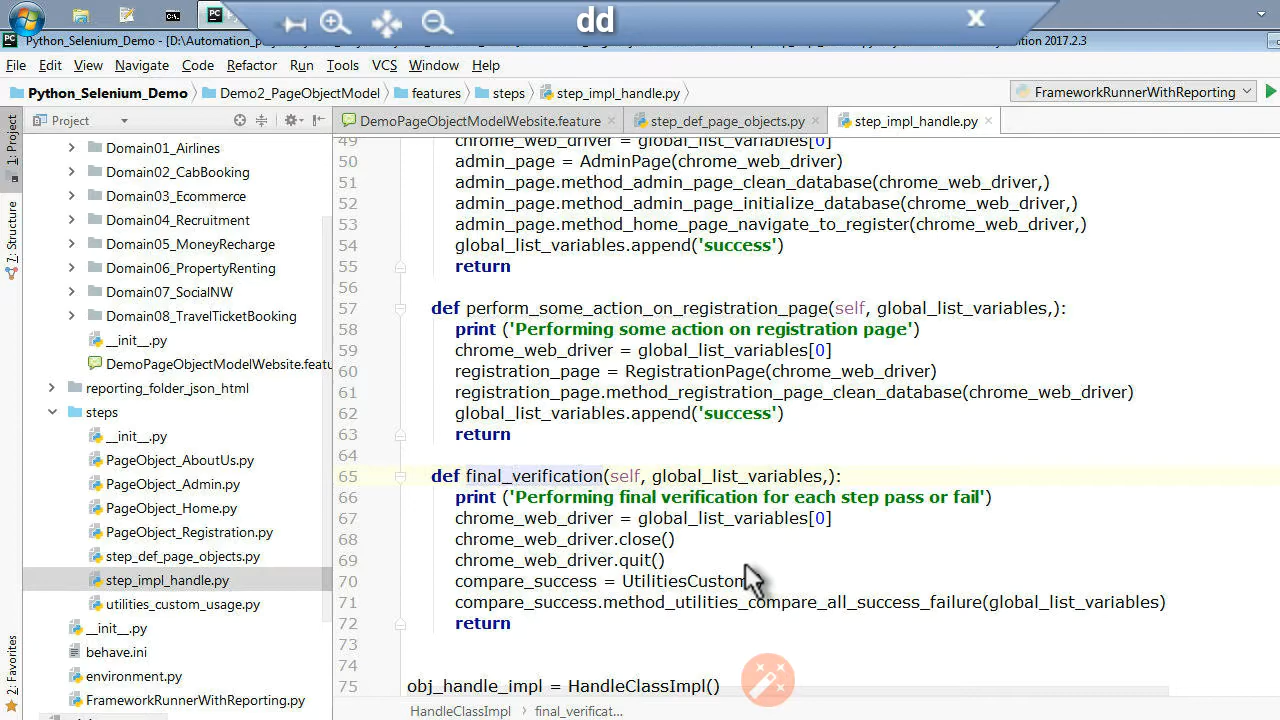 dd
X
Python_Selenium_Demo - [D:\Automation_
edition 2017.2.3
File Edit View Navigate Code Refactor Run Tools VCS Window Help
Python_Selenium_Demo Demo2_PageObjectModel features steps step_impl_handle.py FrameworkRunnerWithReporting
Project DemoPageObjectModelWebsite.feature step_def_page_objects.py step_impl_handle.py
1: Project
7: Structure
2: Favorites
Domain01_Airlines
Domain02_CabBooking
Domain03_Ecommerce
Domain04_Recruitment
Domain05_MoneyRecharge
Domain06_PropertyRenting
Domain07_SocialNW
Domain08_TravelTicketBooking
__init__.py
DemoPageObjectModelWebsite.featu
reporting_folder_json_html
steps
__init__.py
PageObject_AboutUs.py
PageObject_Admin.py
PageObject_Home.py
PageObject_Registration.py
step_def_page_objects.py
step_impl_handle.py
utilities_custom_usage.py
__init__.py
behave.ini
environment.py
FrameworkRunnerWithReporting.py
49 chrome_web_driver = global_list_variables[0]
50 admin_page = AdminPage(chrome_web_driver)
51 admin_page.method_admin_page_clean_database(chrome_web_driver,)
52 admin_page.method_admin_page_initialize_database(chrome_web_driver,)
53 admin_page.method_home_page_navigate_to_register(chrome_web_driver,)
54 global_list_variables.append('success')
55 return
56
57 def perform_some_action_on_registration_page(self, global_list_variables,):
58 print ('Performing some action on registration page')
59 chrome_web_driver = global_list_variables[0]
60 registration_page = RegistrationPage(chrome_web_driver)
61 registration_page.method_registration_page_clean_database(chrome_web_driver)
62 global_list_variables.append('success')
63 return
64
65 def final_verification(self, global_list_variables,):
66 print ('Performing final verification for each step pass or fail')
67 chrome_web_driver = global_list_variables[0]
68 chrome_web_driver.close()
69 chrome_web_driver.quit()
70 compare_success = UtilitiesCustom
71 compare_success.method_utilities_compare_all_success_failure(global_list_variables)
72 return
73
74
75 obj_handle_impl = HandleClassImpl()
HandleClassImpl final_verificat...